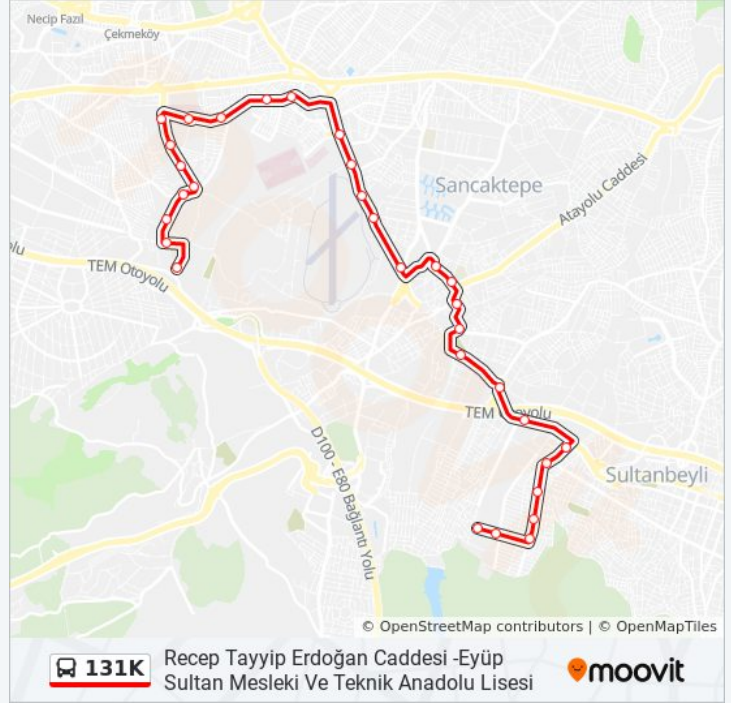 Necip Fazıl
Çekmeköy
Sancaktepe
Atayolu Caddesi
olu
TEM Otoyolu
TEM Otoyolu
D100 - E80 Bağlantı Yolu
Sultanbeyli
© OpenStreetMap contributors | © OpenMapTiles
131K
Recep Tayyip Erdoğan Caddesi -Eyüp
Sultan Mesleki Ve Teknik Anadolu Lisesi
moovit